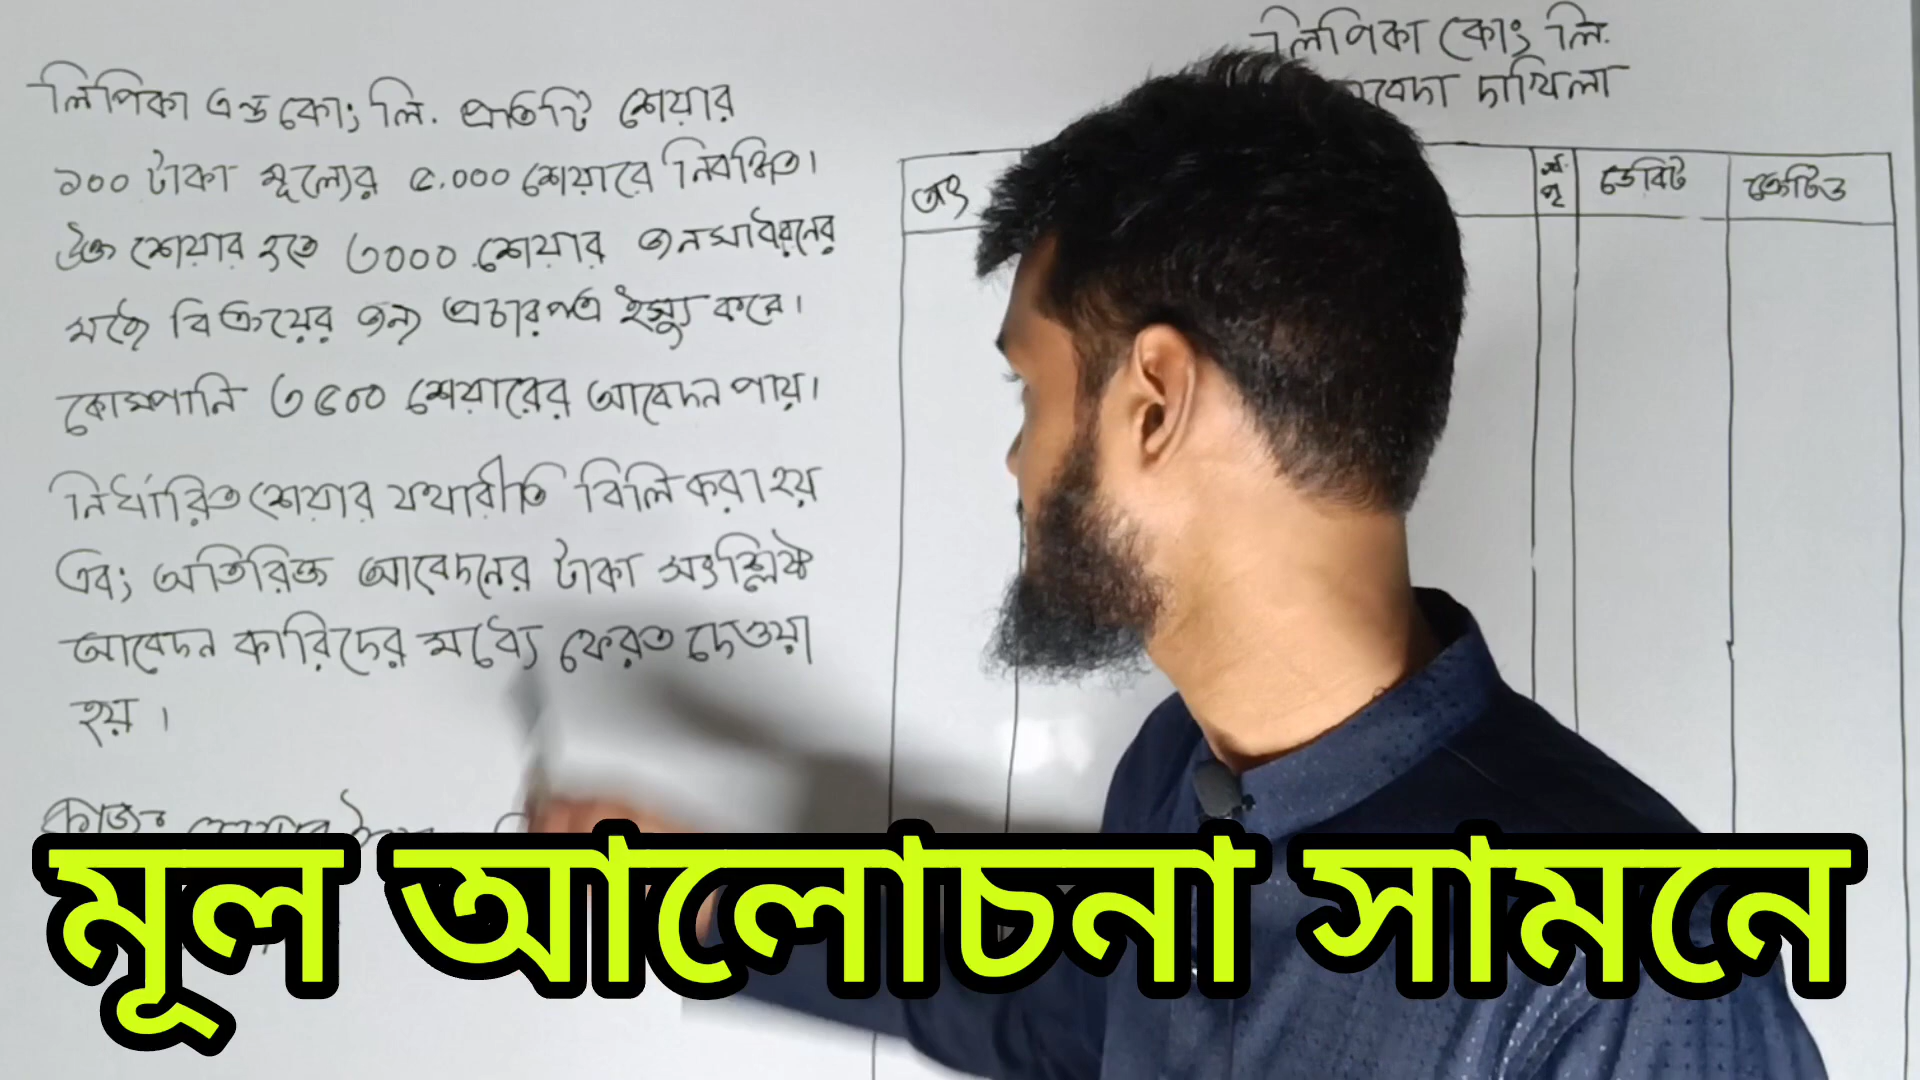 লিপিকা এন্ড কোং লি. প্রতিটি শেয়ার
১০০ টাকা মূল্যের ৫.০০০ শেয়ারে নিবন্ধিত।
উক্ত শেয়ার হতে ৩০০০ শেয়ার জনসাধরনের
মধ্যে বিক্রয়ের জন্য প্রচারপত্র ইস্যু করে।
কোম্পানি ৩৫০০ শেয়ারের আবেদন পায়।
নির্ধারিত শেয়ার যথারীতি বিলি করা হয়
এবং অতিরিক্ত আবেদনের টাকা সংশ্লিষ্ট
আবেদন কারিদের মধ্যে ফেরত দেওয়া
হয়।
কাজঃ
লিপিকা কোং লি.
দাখিলা
তাং
ডেবিট
ক্রেডিট
মূল আলোচনা সামনে